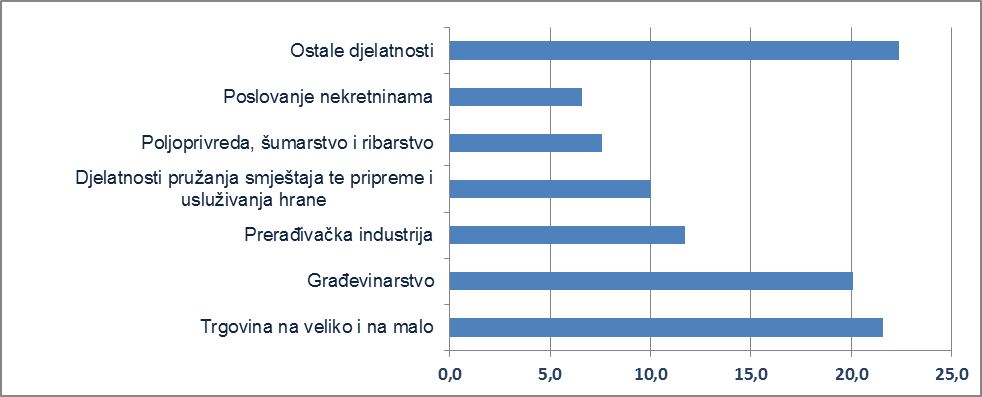 Ostale djelatnosti
Poslovanje nekretninama
Poljoprivreda, šumarstvo i ribarstvo
Djelatnosti pružanja smještaja te pripreme i
usluživanja hrane
Prerađivačka industrija
Građevinarstvo
Trgovina na veliko i na malo
0,0 5,0 10,0 15,0 20,0 25,0